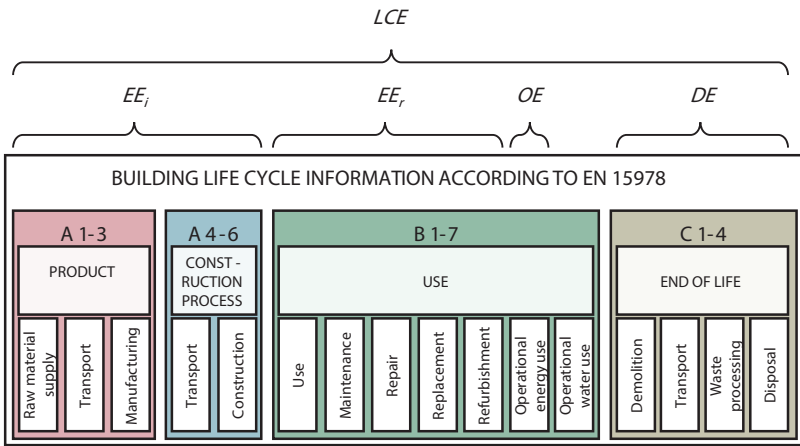 LCE
EEi EEr OE DE
BUILDING LIFE CYCLE INFORMATION ACCORDING TO EN 15978
A 1-3 A 4-6 B 1-7 C 1-4
PRODUCT
CONST-
RUCTION
PROCESS
USE
END OF LIFE
Raw material
supply
Transport
Manufacturing
Transport
Construction
Use
Maintenance
Repair
Replacement
Refurbishment
Operational
energy use
Operational
water use
Demolition
Transport
Waste
processing
Disposal